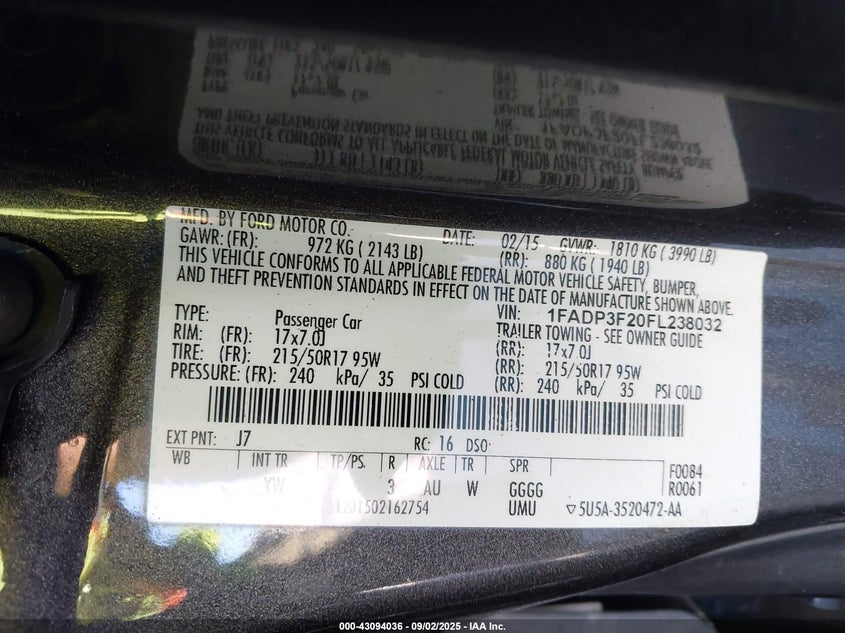 MFD. BY FORD MOTOR CO. DATE: 02/15 GVWR: 1810 KG ( 3990 LB)
GAWR: (FR): 972 KG ( 2143 LB) (RR): 880 KG ( 1940 LB)
THIS VEHICLE CONFORMS TO ALL APPLICABLE FEDERAL MOTOR VEHICLE SAFETY, BUMPER,
AND THEFT PREVENTION STANDARDS IN EFFECT ON THE DATE OF MANUFACTURE SHOWN ABOVE.
VIN: 1FADP3F20FL238032
TYPE: Passenger Car TRAILER TOWING - SEE OWNER GUIDE
RIM: (FR): 17x7.0J (RR): 17x7.0J
TIRE: (FR): 215/50R17 95W (RR): 215/50R17 95W
PRESSURE: (FR): 240 kPa/ 35 PSI COLD (RR): 240 kPa/ 35 PSI COLD
EXT PNT: J7 RC: 16 DSO:
WB INT TR TP/PS. R AXLE TR SPR F0084
YW 3 AU W GGGG R0061
1201502162754 UMU ▽5U5A-3520472-AA
000-43094036 - 09/02/2025 - IAA Inc.